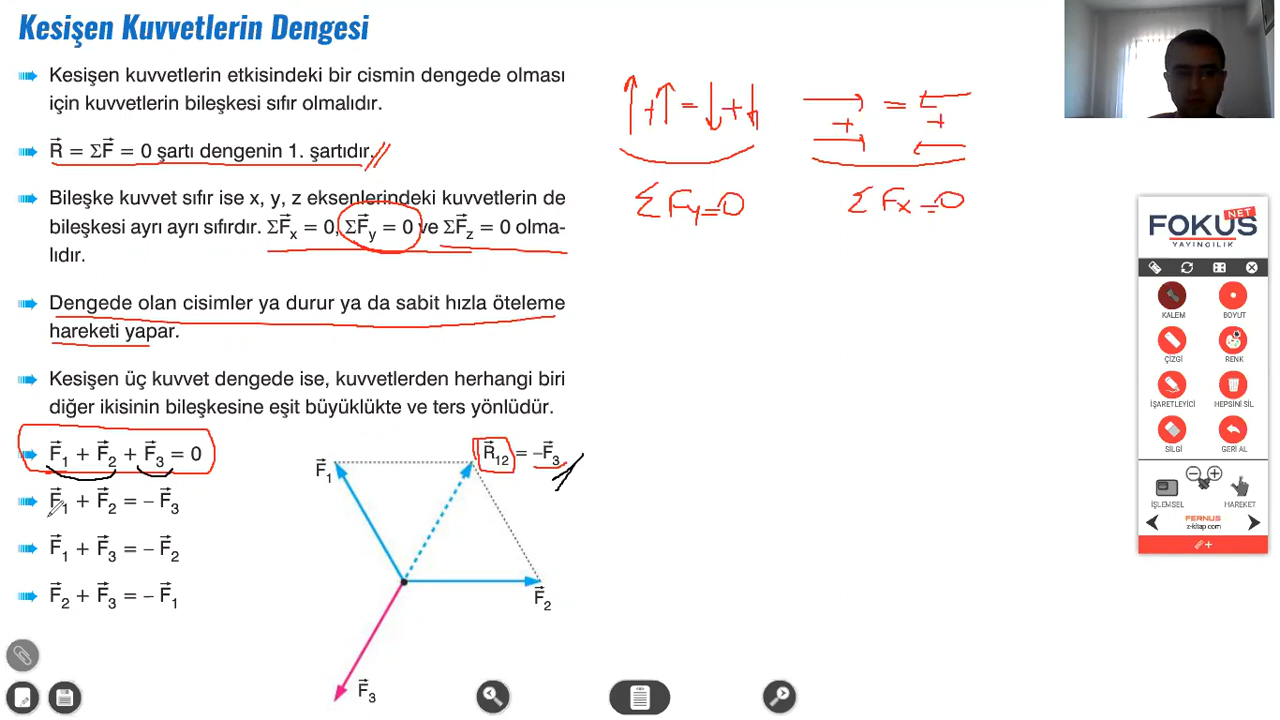 Kesişen Kuvvetlerin Dengesi
Kesişen kuvvetlerin etkisindeki bir cismin dengede olması
için kuvvetlerin bileşkesi sıfır olmalıdır.
R⃗ = ΣF⃗ = 0 şartı dengenin 1. şartıdır.
Bileşke kuvvet sıfır ise x, y, z eksenlerindeki kuvvetlerin de
bileşkesi ayrı ayrı sıfırdır. ΣF⃗x = 0, ΣF⃗y = 0 ve ΣF⃗z = 0 olma-
lıdır.
Dengede olan cisimler ya durur ya da sabit hızla öteleme
hareketi yapar.
Kesişen üç kuvvet dengede ise, kuvvetlerden herhangi biri
diğer ikisinin bileşkesine eşit büyüklükte ve ters yönlüdür.
F⃗1 + F⃗2 + F⃗3 = 0
F⃗1 + F⃗2 = – F⃗3
F⃗1 + F⃗3 = – F⃗2
F⃗2 + F⃗3 = – F⃗1
F⃗1
R⃗12 = –F⃗3
F⃗2
F⃗3
↑+↑=↓+↓
→ + → = ← + ←
ΣFy=0
ΣFx=0
FOKUS NET
YAYINCILIK
KALEM
BOYUT
ÇİZGİ
RENK
İŞARETLEYİCİ
HEPSİNİ SİL
SİLGİ
GERİ AL
İŞLEMSEL
HAREKET
FERNUS
z-kitap.com